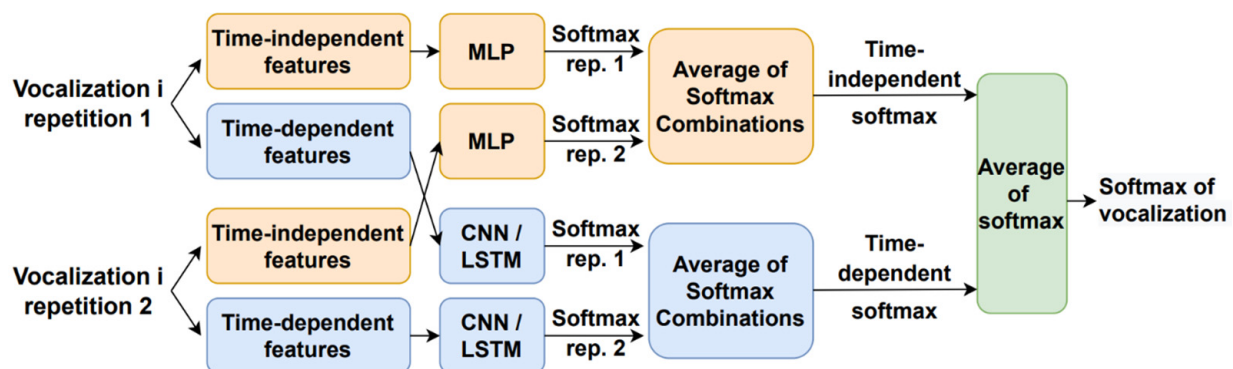 Vocalization i
repetition 1
Time-independent
features
MLP
Softmax
rep. 1
Time-dependent
features
MLP
Softmax
rep. 2
Average of
Softmax
Combinations
Time-
independent
softmax
Vocalization i
repetition 2
Time-independent
features
CNN /
LSTM
Softmax
rep. 1
Time-dependent
features
CNN /
LSTM
Softmax
rep. 2
Average of
Softmax
Combinations
Time-
dependent
softmax
Average
of
softmax
Softmax of
vocalization